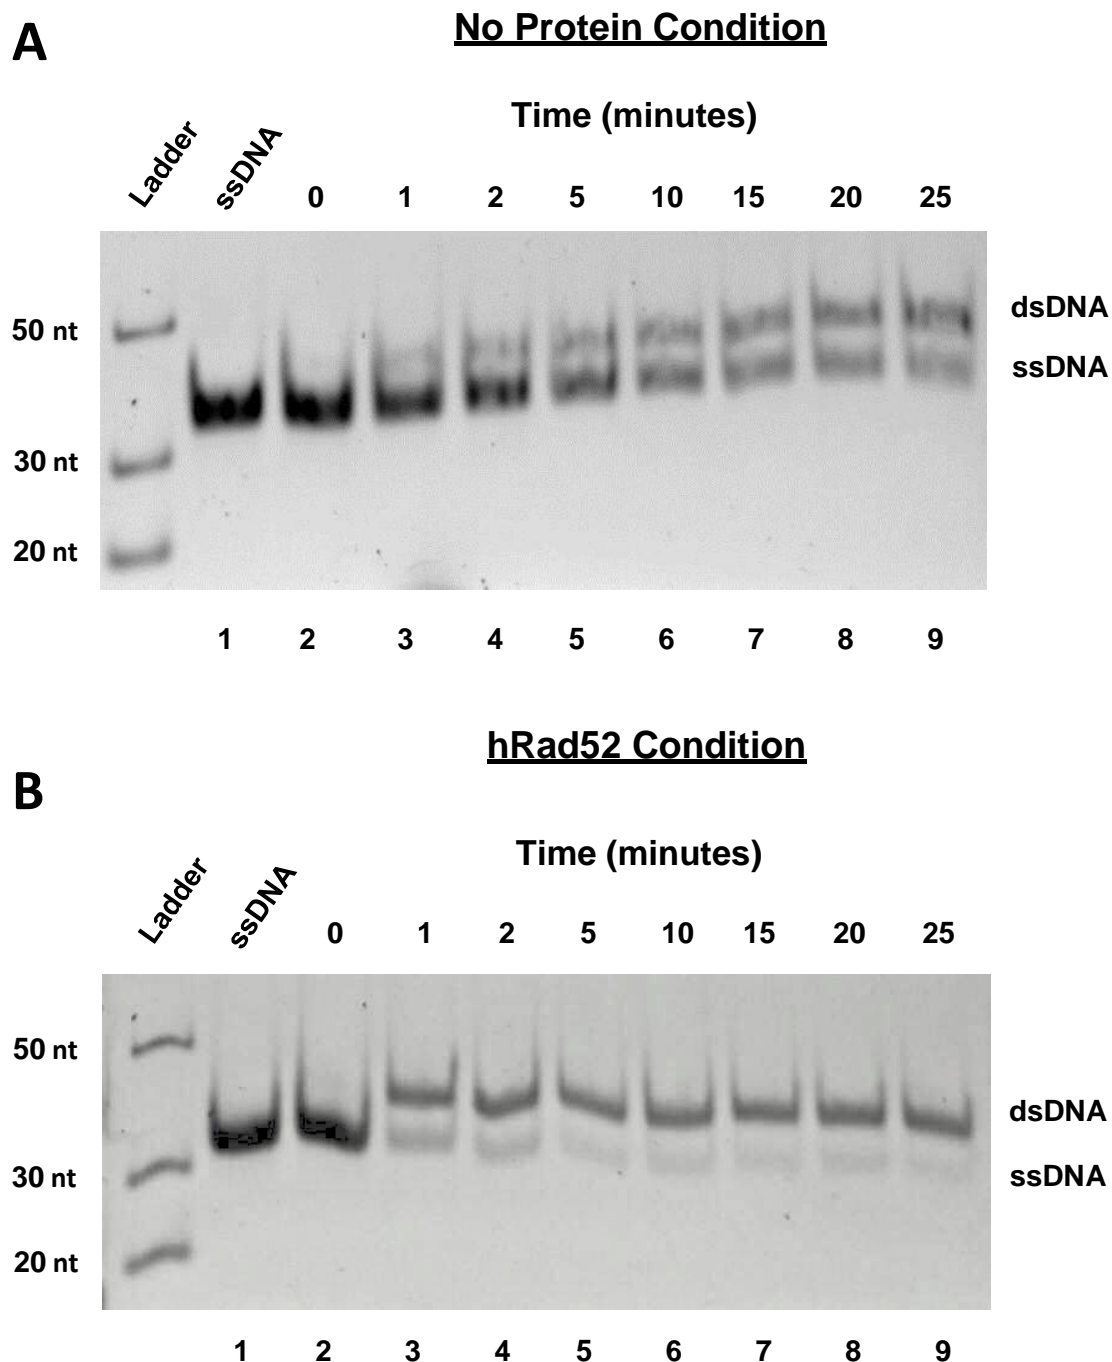 A
No Protein Condition
Time (minutes)
Ladder ssDNA 0 1 2 5 10 15 20 25
50 nt
dsDNA
ssDNA
30 nt
20 nt
1 2 3 4 5 6 7 8 9
hRad52 Condition
B
Time (minutes)
Ladder ssDNA 0 1 2 5 10 15 20 25
50 nt
dsDNA
30 nt
ssDNA
20 nt
1 2 3 4 5 6 7 8 9